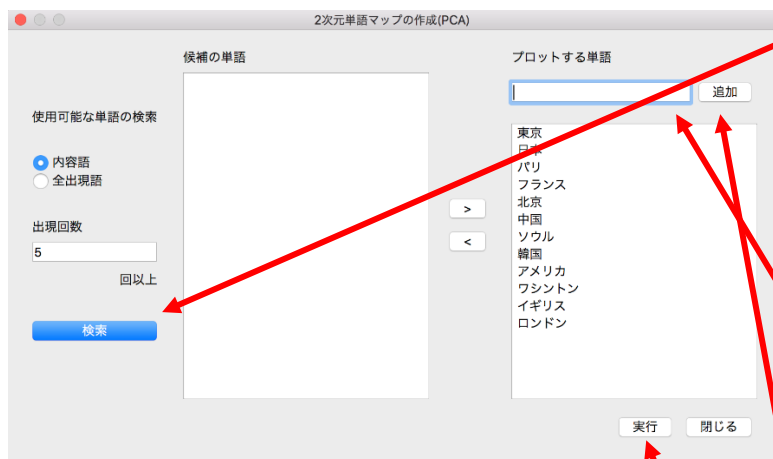 2次元単語マップの作成(PCA)
候補の単語
プロットする単語
追加
使用可能な単語の検索
内容語
全出現語
出現回数
5
回以上
検索
>
<
東京
日本
パリ
フランス
北京
中国
ソウル
韓国
アメリカ
ワシントン
イギリス
ロンドン
実行
閉じる